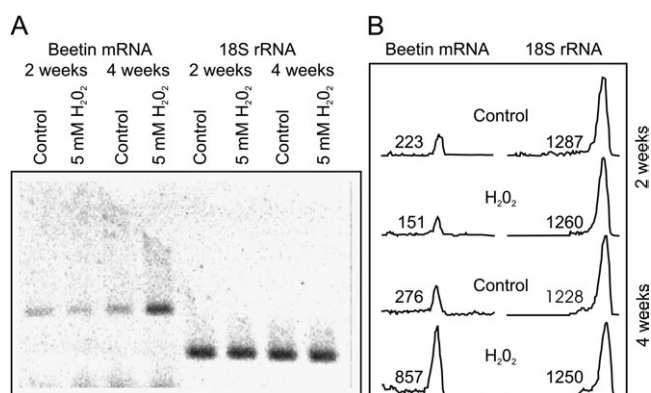 A
Beetin mRNA 18S rRNA
2 weeks 4 weeks 2 weeks 4 weeks
Control
5 mM H₂O₂
Control
5 mM H₂O₂
Control
5 mM H₂O₂
Control
5 mM H₂O₂
B
Beetin mRNA 18S rRNA
Control
223 1287
H₂O₂
151 1260
2 weeks
Control
276 1228
H₂O₂
857 1250
4 weeks